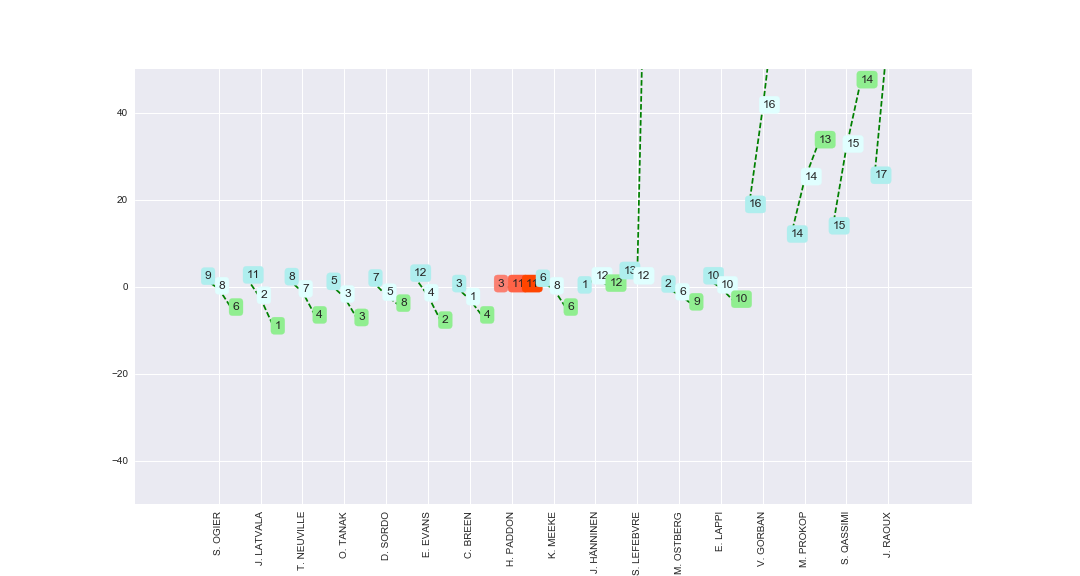 14
40
16
13
15
14
20
17
16
15
14
9 8 6
11 2 1
8 7 4
5 3 3
7 5 8
12 4 2
3 1 4
3 11 11
6 8 6
1 12 12
13 12
2 6 9
10 10 10
0
−20
−40
S. OGIER
J. LATVALA
T. NEUVILLE
O. TANAK
D. SORDO
E. EVANS
C. BREEN
H. PADDON
K. MEEKE
J. HÄNNINEN
S. LEFEBVRE
M. OSTBERG
E. LAPPI
V. GORBAN
M. PROKOP
S. QASSIMI
J. RAOUX